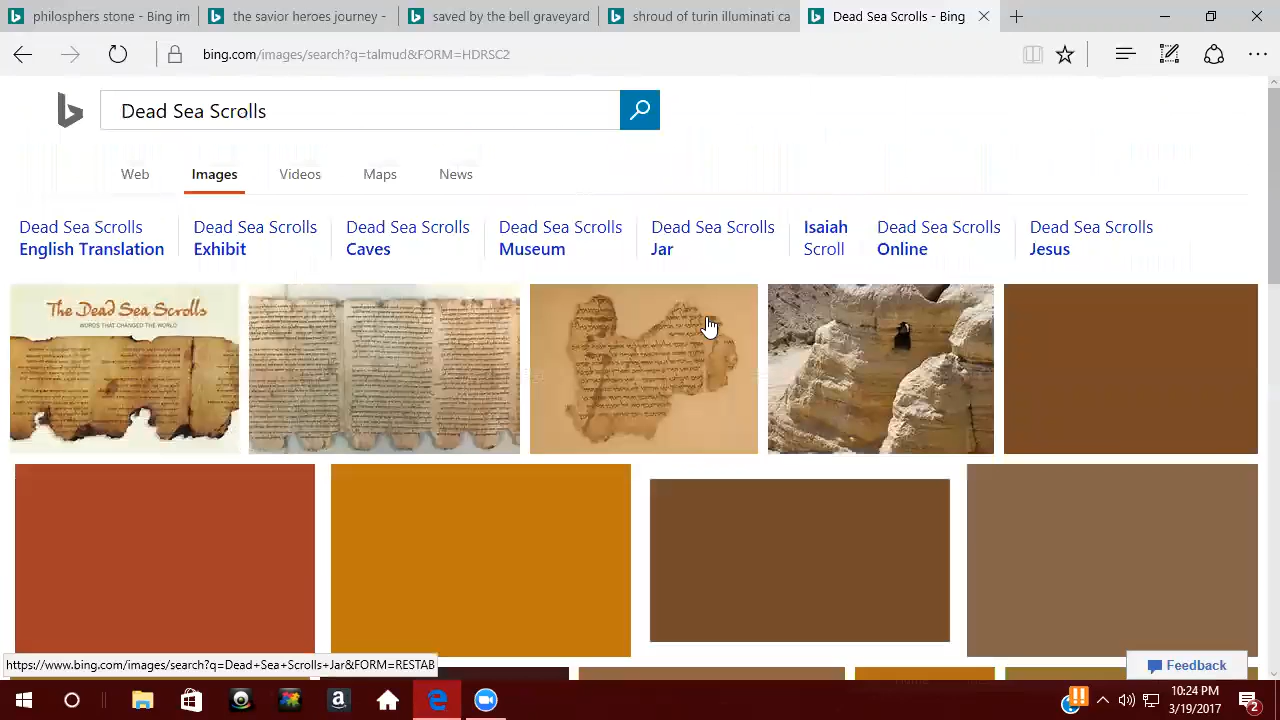 philosphers stone - Bing im
the savior heroes journey -
saved by the bell graveyard
shroud of turin illuminati ca
Dead Sea Scrolls - Bing
bing.com/images/search?q=talmud&FORM=HDRSC2
Dead Sea Scrolls
Web
Images
Videos
Maps
News
Dead Sea Scrolls
English Translation
Dead Sea Scrolls
Exhibit
Dead Sea Scrolls
Caves
Dead Sea Scrolls
Museum
Dead Sea Scrolls
Jar
Isaiah
Scroll
Dead Sea Scrolls
Online
Dead Sea Scrolls
Jesus
The Dead Sea Scrolls
WORDS THAT CHANGED THE WORLD
https://www.bing.com/images/search?q=Dead+Sea+Scrolls+Jar&FORM=RESTAB
Feedback
10:24 PM
3/19/2017
2